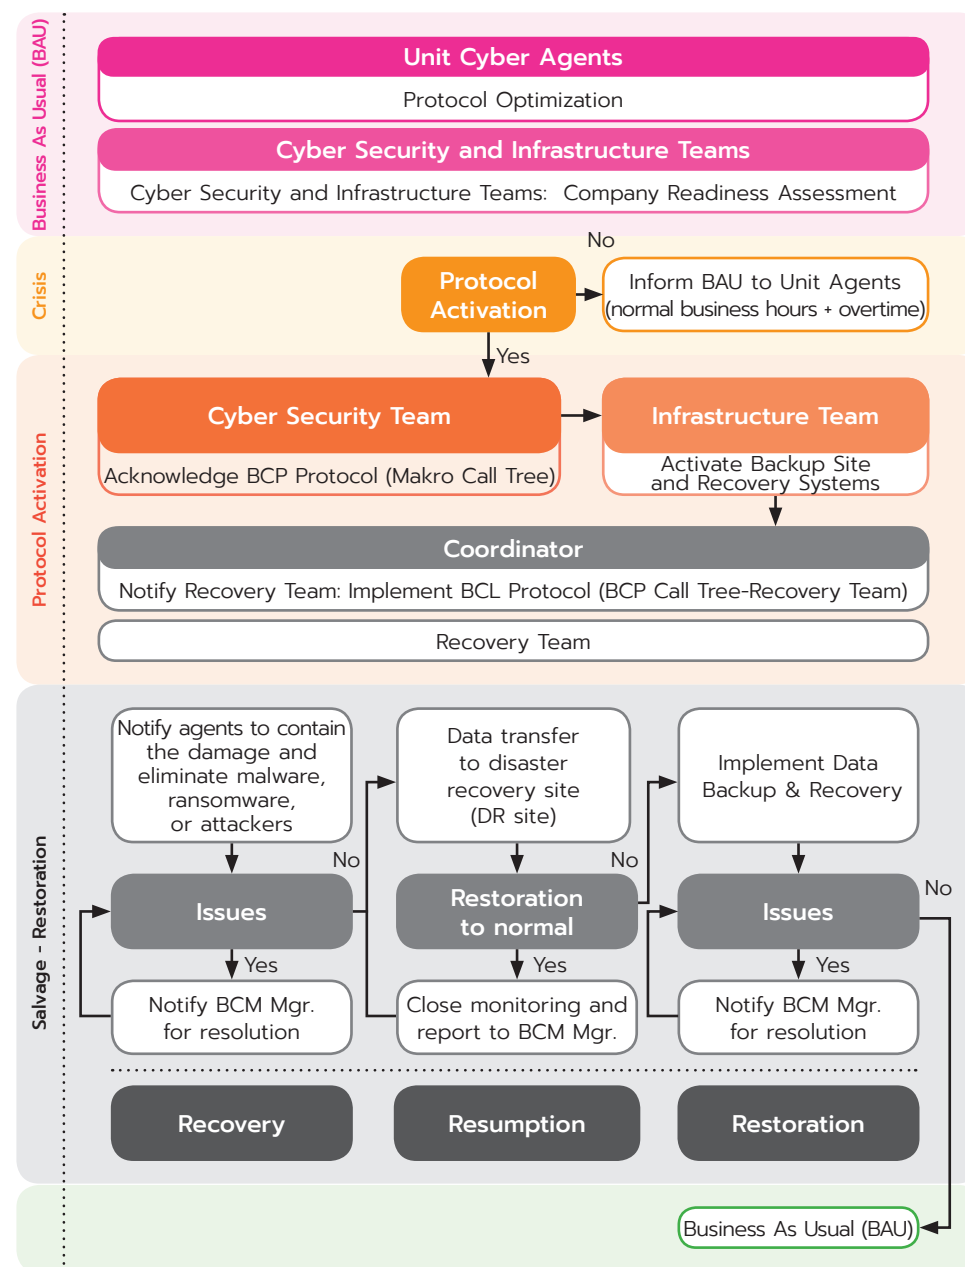 Business As Usual (BAU)
Unit Cyber Agents
Protocol Optimization
Cyber Security and Infrastructure Teams
Cyber Security and Infrastructure Teams: Company Readiness Assessment
Crisis
No
Protocol
Activation
Inform BAU to Unit Agents
(normal business hours + overtime)
Yes
Protocol Activation
Cyber Security Team
Acknowledge BCP Protocol (Makro Call Tree)
Infrastructure Team
Activate Backup Site
and Recovery Systems
Coordinator
Notify Recovery Team: Implement BCL Protocol (BCP Call Tree-Recovery Team)
Recovery Team
Salvage - Restoration
Notify agents to contain
the damage and
eliminate malware,
ransomware,
or attackers
No
Issues
Yes
Notify BCM Mgr.
for resolution
Recovery
Data transfer
to disaster
recovery site
(DR site)
No
Restoration
to normal
Yes
Close monitoring and
report to BCM Mgr.
Resumption
Implement Data
Backup & Recovery
No
Issues
Yes
Notify BCM Mgr.
for resolution
Restoration
Business As Usual (BAU)